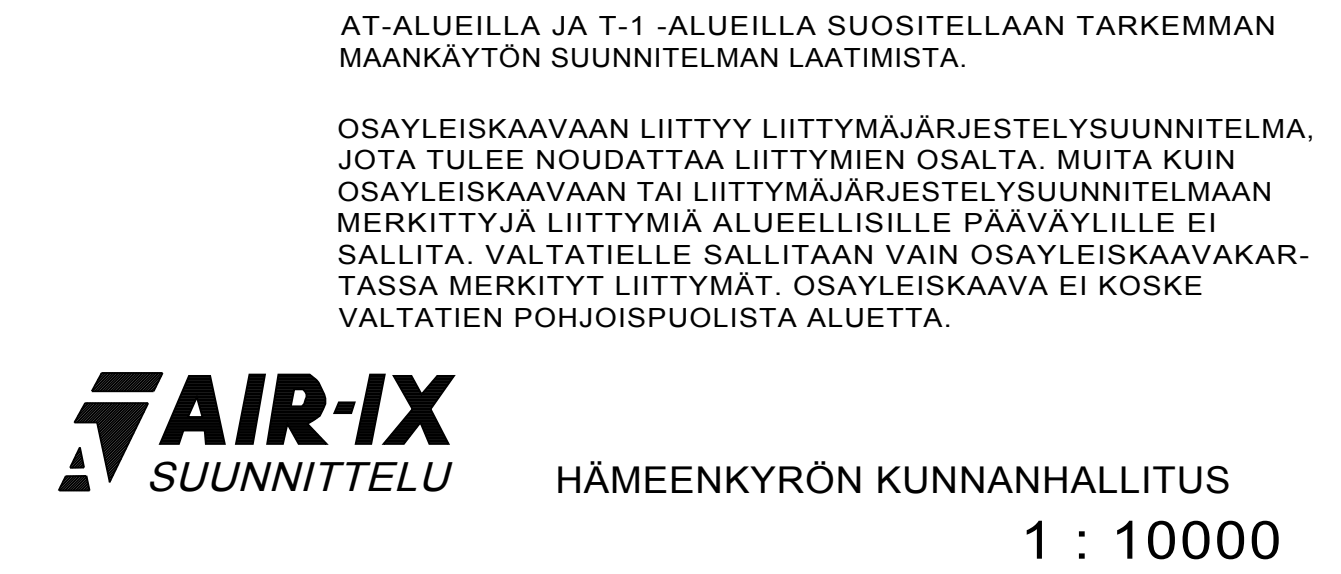 AT-ALUEILLA JA T-1 -ALUEILLA SUOSITELLAAN TARKEMMAN
MAANKÄYTÖN SUUNNITELMAN LAATIMISTA.
OSAYLEISKAAVAAN LIITTYY LIITTYMÄJÄRJESTELYSUUNNITELMA,
JOTA TULEE NOUDATTAA LIITTYMIEN OSALTA. MUITA KUIN
OSAYLEISKAAVAAN TAI LIITTYMÄJÄRJESTELYSUUNNITELMAAN
MERKITTYJÄ LIITTYMIÄ ALUEELLISILLE PÄÄVÄYLILLE EI
SALLITA. VALTATIELLE SALLITAAN VAIN OSAYLEISKAAVAKAR-
TASSA MERKITYT LIITTYMÄT. OSAYLEISKAAVA EI KOSKE
VALTATIEN POHJOISPUOLISTA ALUETTA.
AIR-IX
SUUNNITTELU
HÄMEENKYRÖN KUNNANHALLITUS
1 : 10000